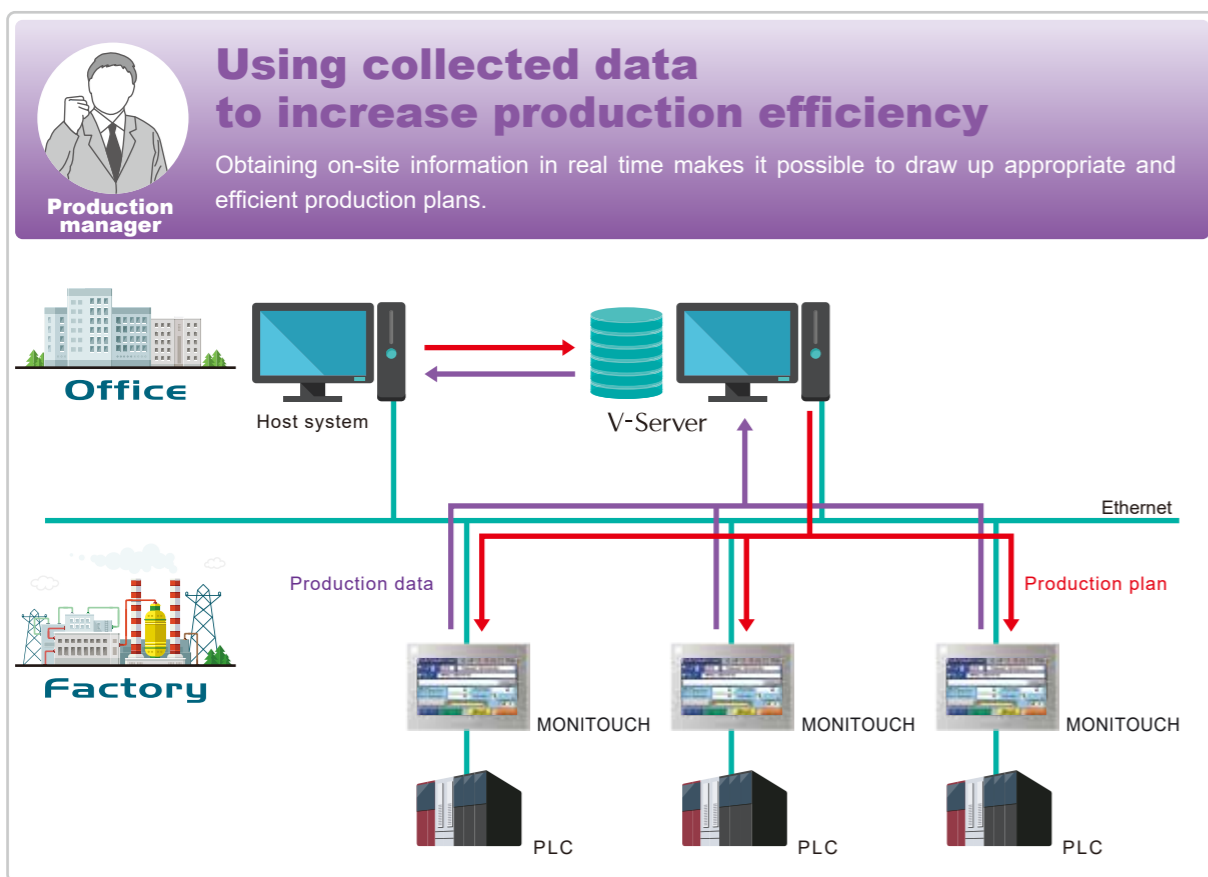 Using collected data
to increase production efficiency
Obtaining on-site information in real time makes it possible to draw up appropriate and
efficient production plans.
Production
manager
Office
Host system
V-Server
Ethernet
Production data
Production plan
Factory
MONITOUCH
MONITOUCH
MONITOUCH
PLC
PLC
PLC